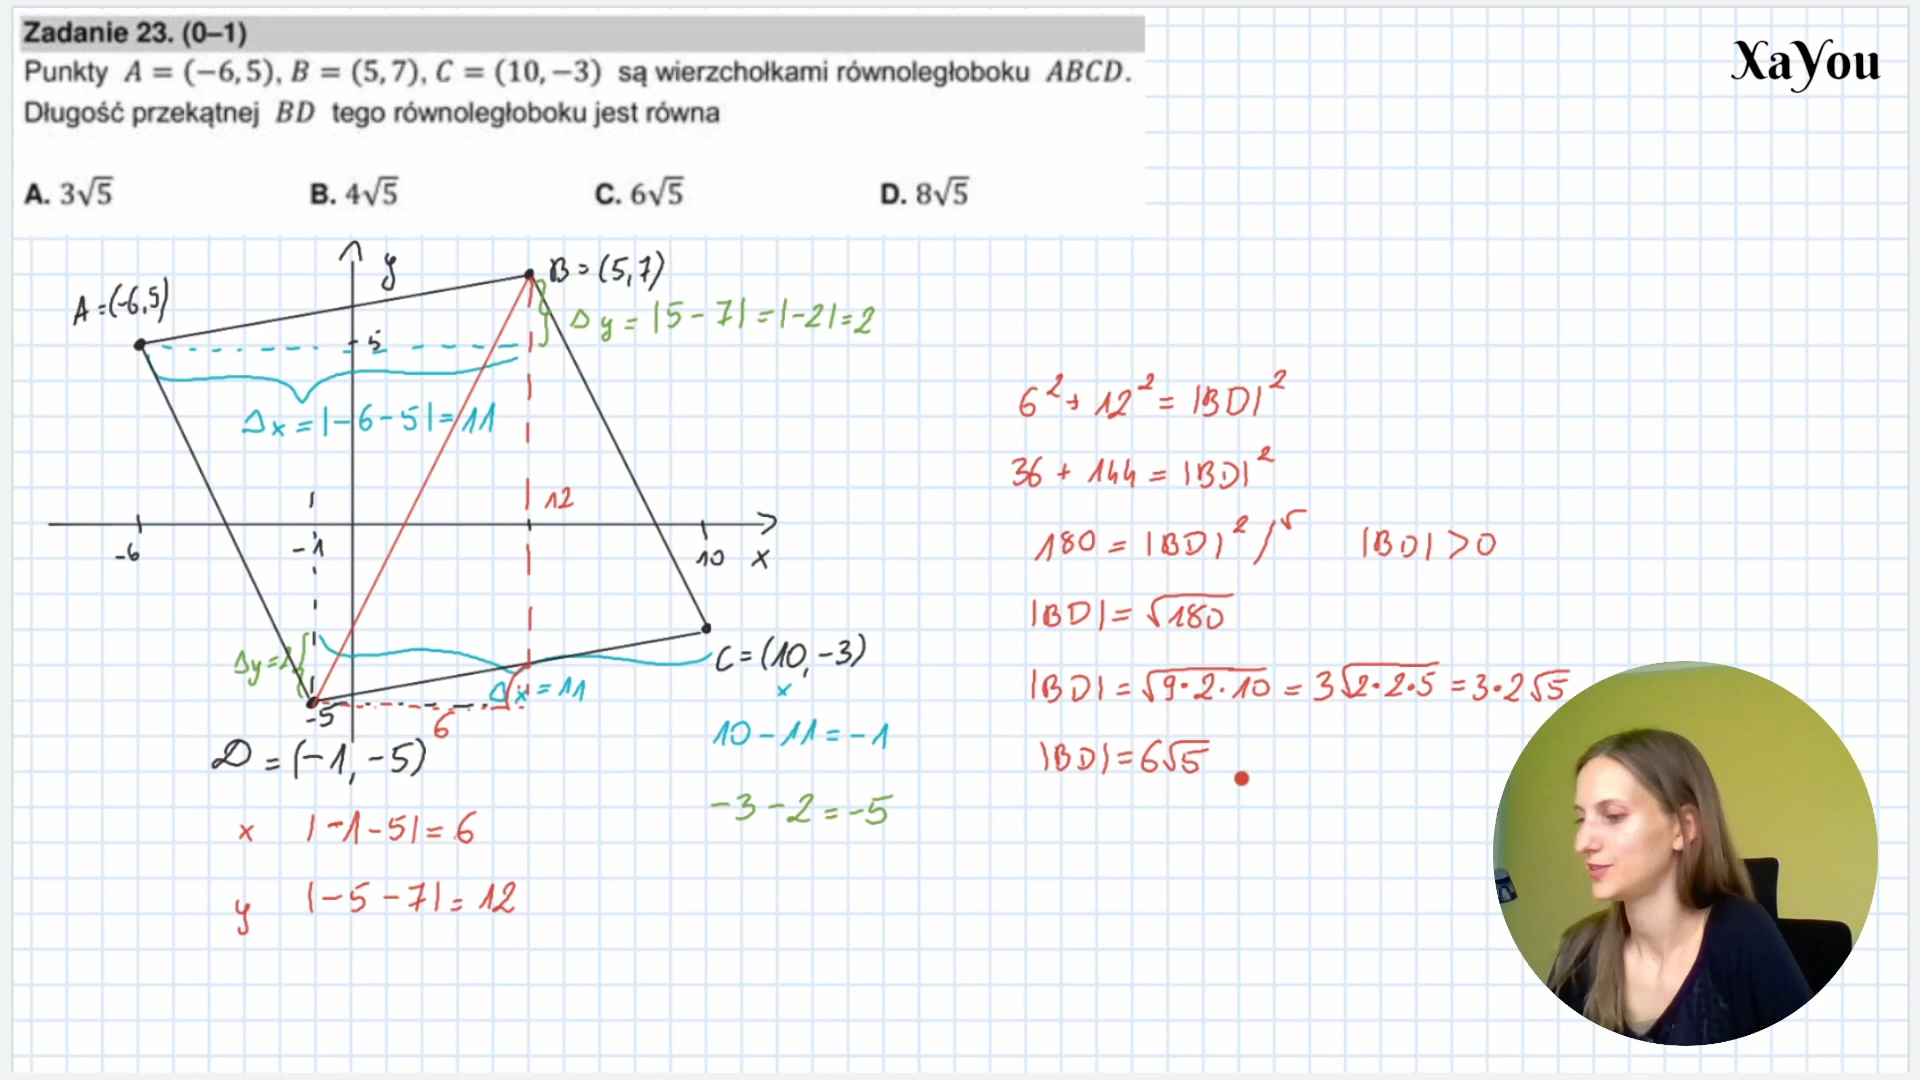 Zadanie 23. (0–1)
XaYou
Punkty A = (−6, 5), B = (5, 7), C = (10, −3) są wierzchołkami równoległoboku ABCD.
Długość przekątnej BD tego równoległoboku jest równa
A. 3√5 B. 4√5 C. 6√5 D. 8√5
y
B = (5,7)
A = (-6,5)
Δy = |5-7| = |-2| = 2
5
Δx = |-6-5| = 11
12
-6 -1 10 x
Δy = 2
C = (10, -3)
x
Δx = 11
-5
6
D = (-1, -5)
10 - 11 = -1
-3 - 2 = -5
x |-1-5| = 6
y |-5-7| = 12
6² + 12² = |BD|²
36 + 144 = |BD|²
180 = |BD|² /√ |BD| > 0
|BD| = √180
|BD| = √9·2·10 = 3√2·2·5 = 3·2√5
|BD| = 6√5